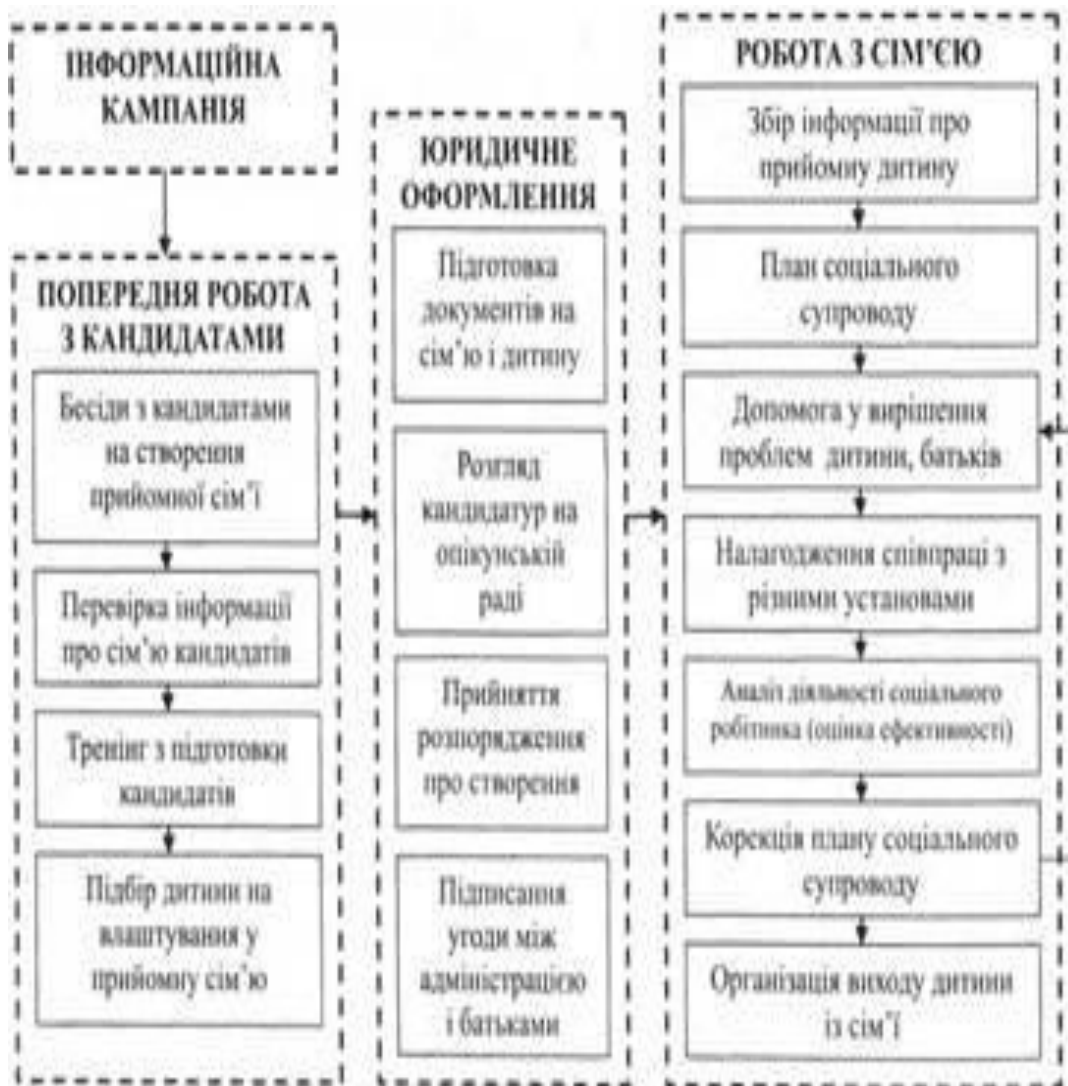 ІНФОРМАЦІЙНА
КАМПАНІЯ
ПОПЕРЕДНЯ РОБОТА
З КАНДИДАТАМИ
Бесіди з кандидатами
на створення
прийомної сім’ї
Перевірка інформації
про сім’ю кандидатів
Тренінг з підготовки
кандидатів
Підбір дитини на
влаштування у
прийомну сім’ю
ЮРИДИЧНЕ
ОФОРМЛЕННЯ
Підготовка
документів на
сім’ю і дитину
Розгляд
кандидатур на
опікунській
раді
Прийняття
розпорядження
про створення
Підписання
угоди між
адміністрацією
і батьками
РОБОТА З СІМ’ЄЮ
Збір інформації про
прийомну дитину
План соціального
супроводу
Допомога у вирішення
проблем дитини, батьків
Налагодження співпраці з
різними установами
Аналіз діяльності соціального
робітника (оцінка ефективності)
Корекція плану соціального
супроводу
Організація виходу дитини
із сім’ї